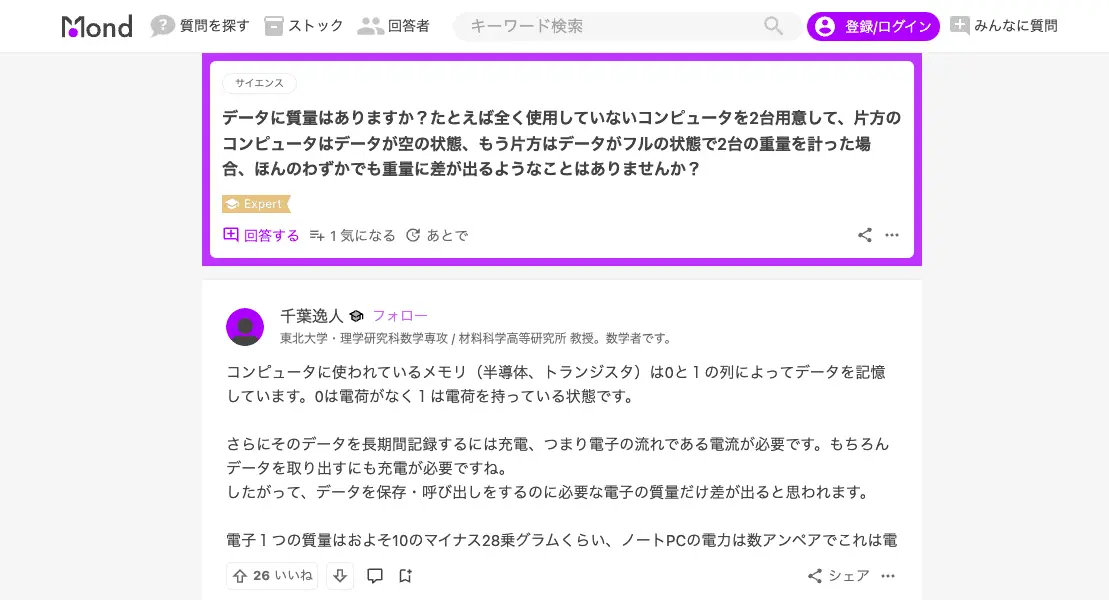 Mond 質問を探す ストック 回答者 キーワード検索 登録/ログイン みんなに質問
サイエンス
データに質量はありますか？たとえば全く使用していないコンピュータを2台用意して、片方の
コンピュータはデータが空の状態、もう片方はデータがフルの状態で2台の重量を計った場
合、ほんのわずかでも重量に差が出るようなことはありませんか？
Expert
回答する 1 気になる あとで
千葉逸人 フォロー
東北大学・理学研究科数学専攻 / 材料科学高等研究所 教授。数学者です。
コンピュータに使われているメモリ（半導体、トランジスタ）は0と１の列によってデータを記憶
しています。0は電荷がなく１は電荷を持っている状態です。
さらにそのデータを長期間記録するには充電、つまり電子の流れである電流が必要です。もちろん
データを取り出すにも充電が必要ですね。
したがって、データを保存・呼び出しをするのに必要な電子の質量だけ差が出ると思われます。
電子１つの質量はおよそ10のマイナス28乗グラムくらい、ノートPCの電力は数アンペアでこれは電
26 いいね シェア